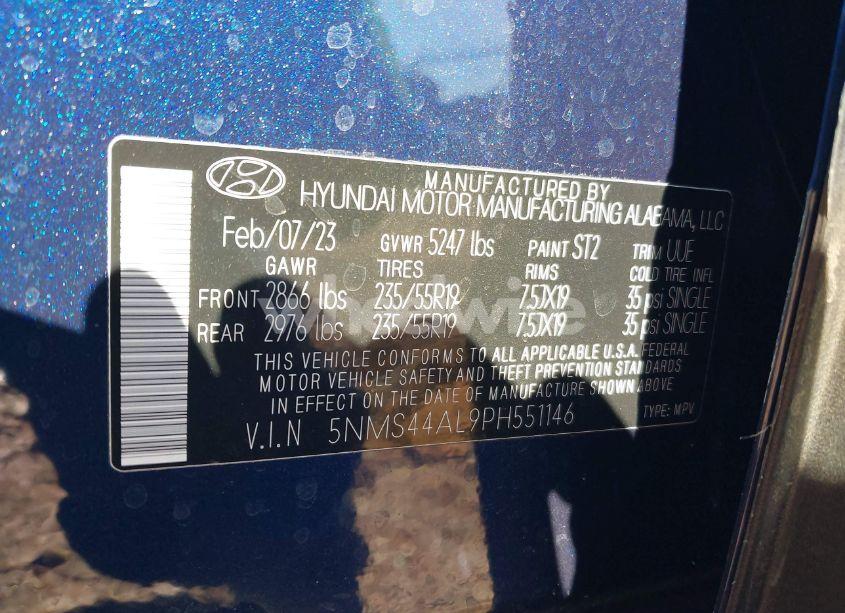 MANUFACTURED BY
HYUNDAI MOTOR MANUFACTURING ALABAMA, LLC
Feb/07/23 GVWR 5247 lbs PAINT ST2 TRIM UUE
GAWR TIRES RIMS COLD TIRE INFL
FRONT 2866 lbs 235/55R19 7.5JX19 35 psi SINGLE
REAR 2976 lbs 235/55R19 7.5JX19 35 psi SINGLE
THIS VEHICLE CONFORMS TO ALL APPLICABLE U.S.A. FEDERAL
MOTOR VEHICLE SAFETY AND THEFT PREVENTION STANDARDS
IN EFFECT ON THE DATE OF MANUFACTURE SHOWN ABOVE
V.I.N 5NMS44AL9PH551146 TYPE: MPV